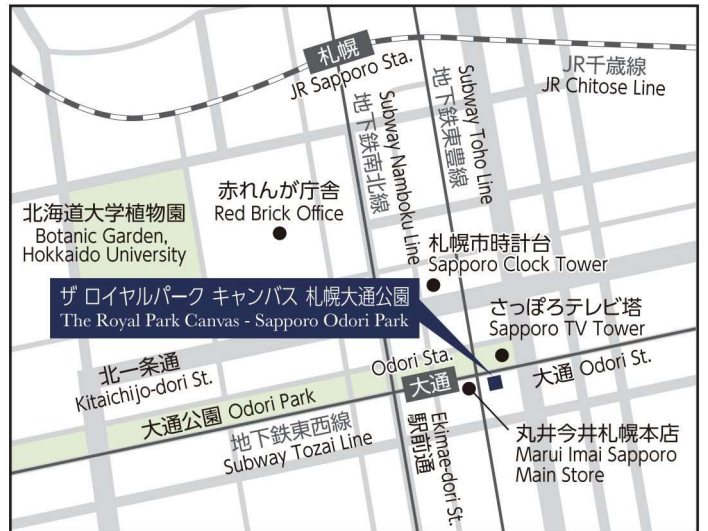 札幌
JR Sapporo Sta.
JR千歳線
JR Chitose Line
地下鉄南北線
Subway Namboku Line
地下鉄東豊線
Subway Toho Line
北海道大学植物園
Botanic Garden,
Hokkaido University
赤れんが庁舎
Red Brick Office
札幌市時計台
Sapporo Clock Tower
ザ ロイヤルパーク キャンバス 札幌大通公園
The Royal Park Canvas - Sapporo Odori Park
さっぽろテレビ塔
Sapporo TV Tower
北一条通
Kitaichijo-dori St.
Odori Sta.
大通
大通 Odori St.
大通公園 Odori Park
地下鉄東西線
Subway Tozai Line
駅前通
Ekimae-dori St.
丸井今井札幌本店
Marui Imai Sapporo
Main Store